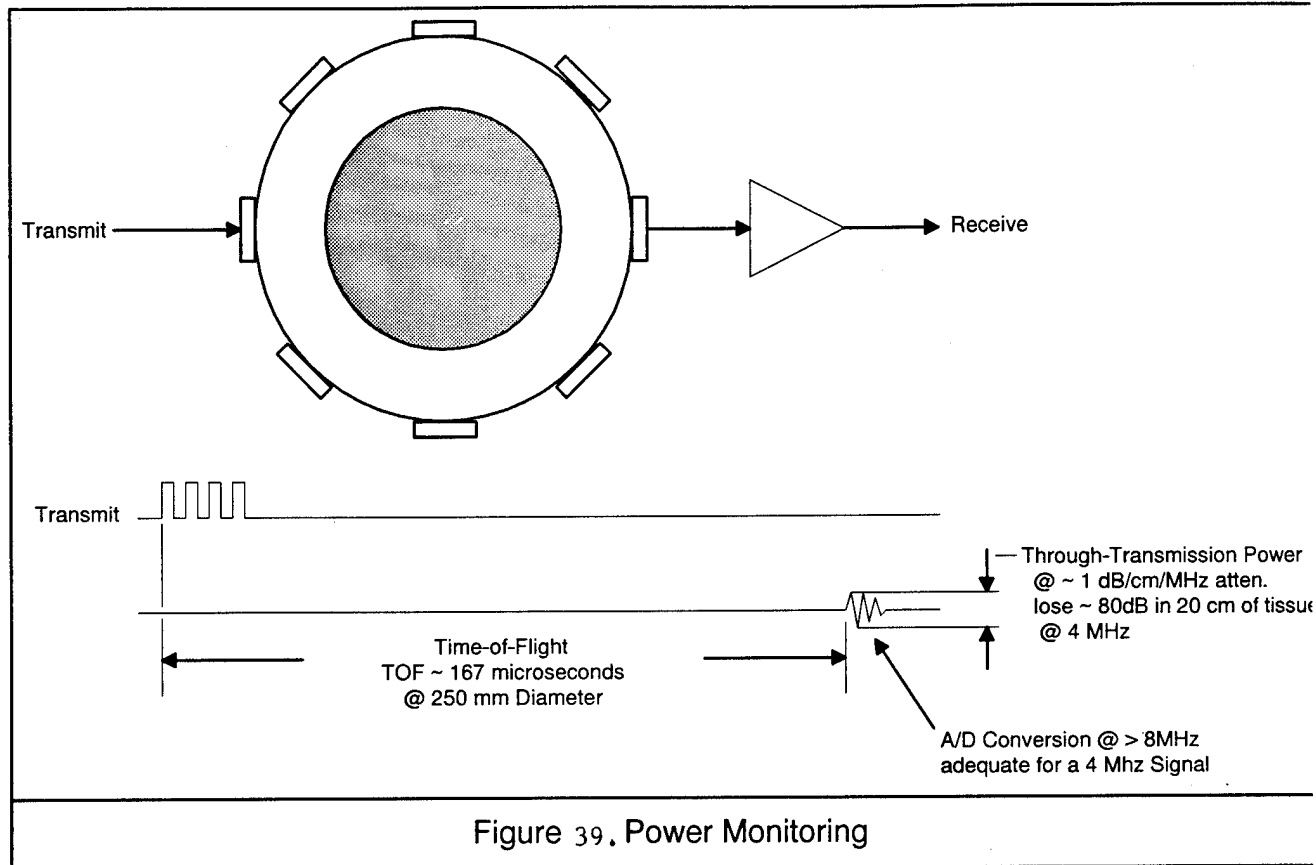 Transmit
Receive
Transmit
Through-Transmission Power
@ ~ 1 dB/cm/MHz atten.
lose ~ 80dB in 20 cm of tissue
@ 4 MHz
Time-of-Flight
TOF ~ 167 microseconds
@ 250 mm Diameter
A/D Conversion @ > 8MHz
adequate for a 4 Mhz Signal
Figure 39. Power Monitoring